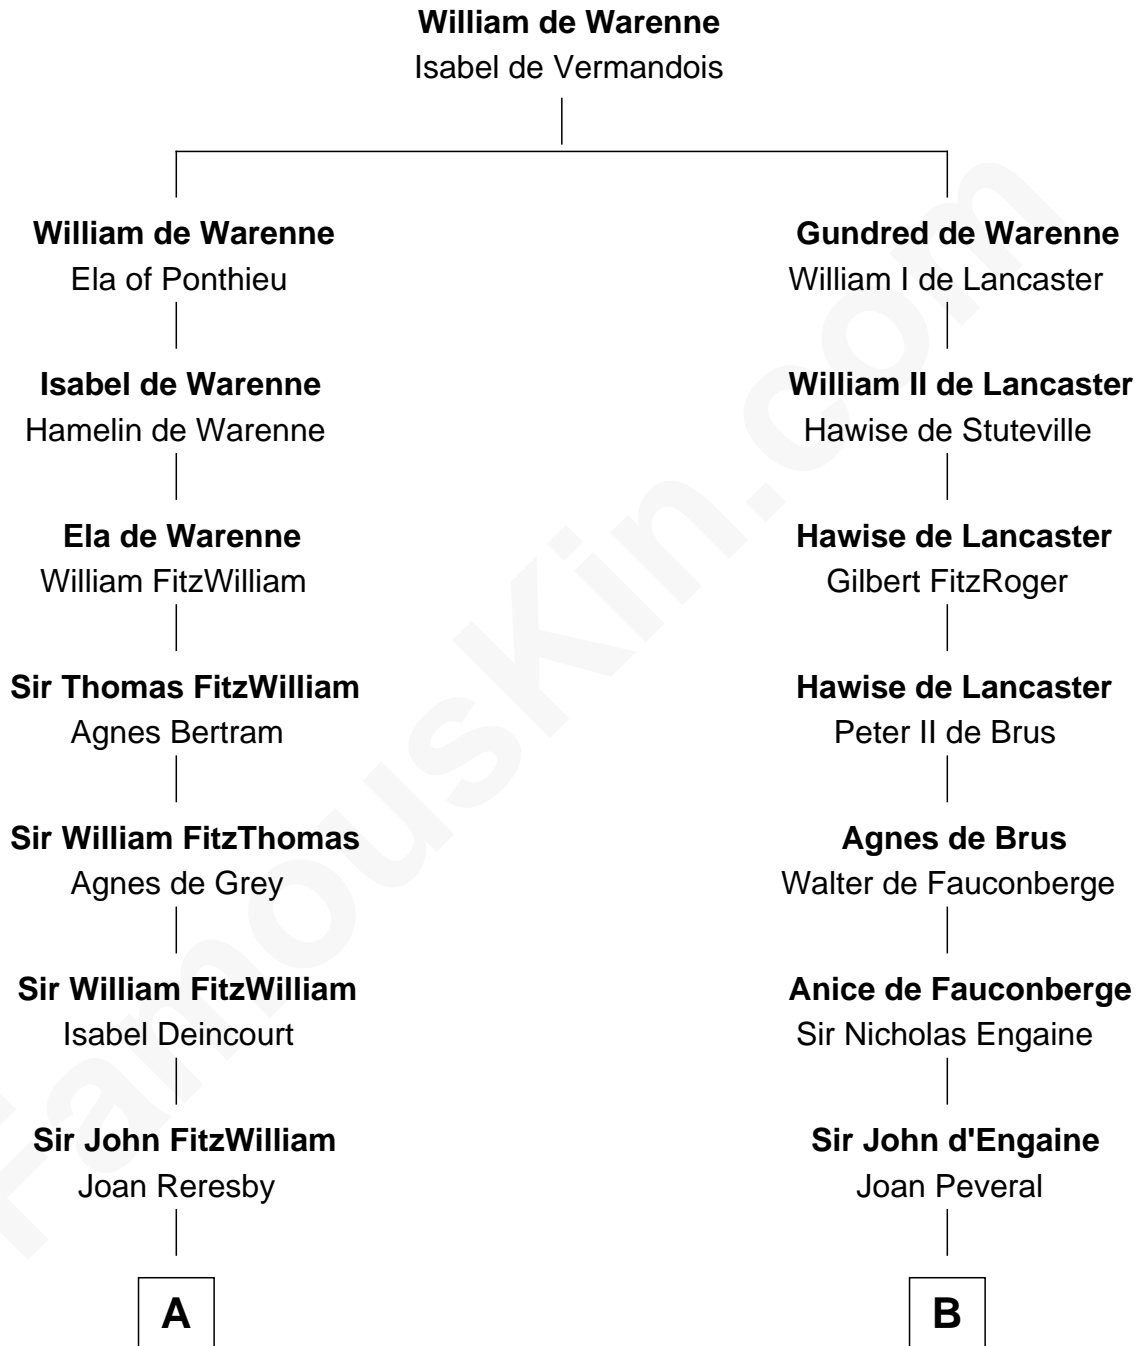 William de Warenne
Isabel de Vermandois
William de Warenne
Ela of Ponthieu
Isabel de Warenne
Hamelin de Warenne
Ela de Warenne
William FitzWilliam
Sir Thomas FitzWilliam
Agnes Bertram
Sir William FitzThomas
Agnes de Grey
Sir William FitzWilliam
Isabel Deincourt
Sir John FitzWilliam
Joan Reresby
A
Gundred de Warenne
William I de Lancaster
William II de Lancaster
Hawise de Stuteville
Hawise de Lancaster
Gilbert FitzRoger
Hawise de Lancaster
Peter II de Brus
Agnes de Brus
Walter de Fauconberge
Anice de Fauconberge
Sir Nicholas Engaine
Sir John d'Engaine
Joan Peveral
B
FamousKin.com